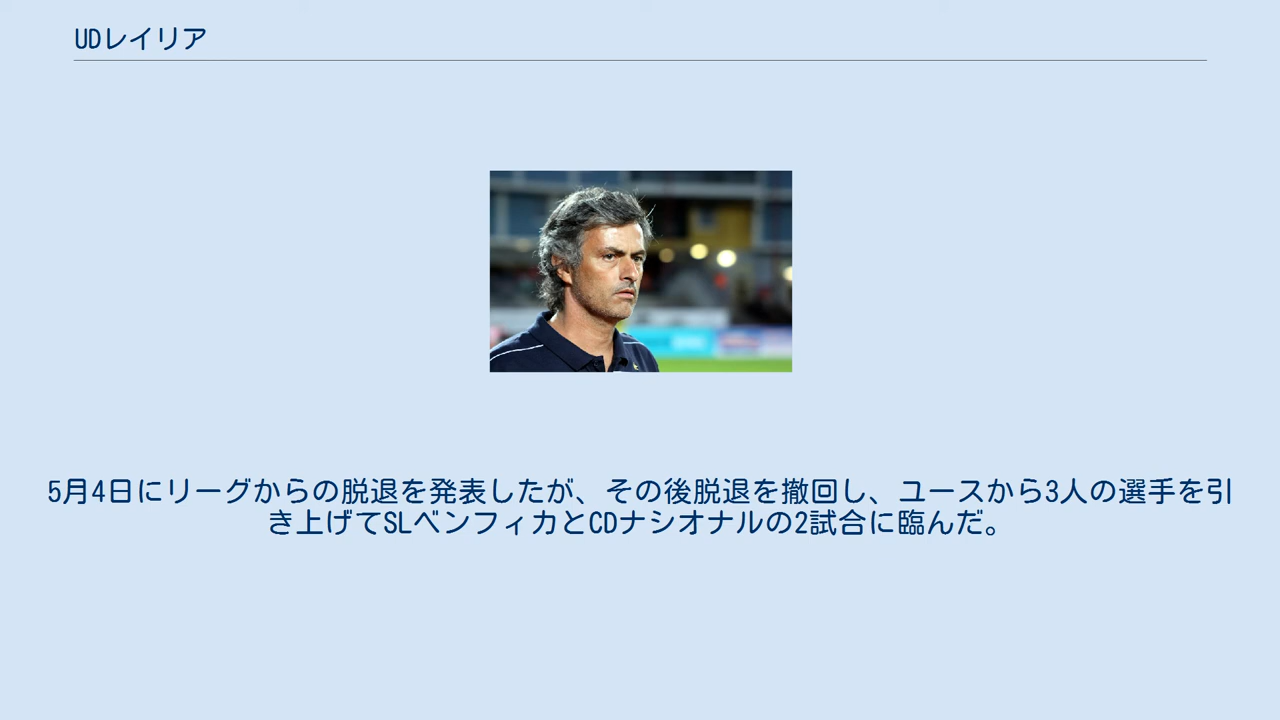 UDレイリア
5月4日にリーグからの脱退を発表したが、その後脱退を撤回し、ユースから3人の選手を引
き上げてSLベンフィカとCDナシオナルの2試合に臨んだ。